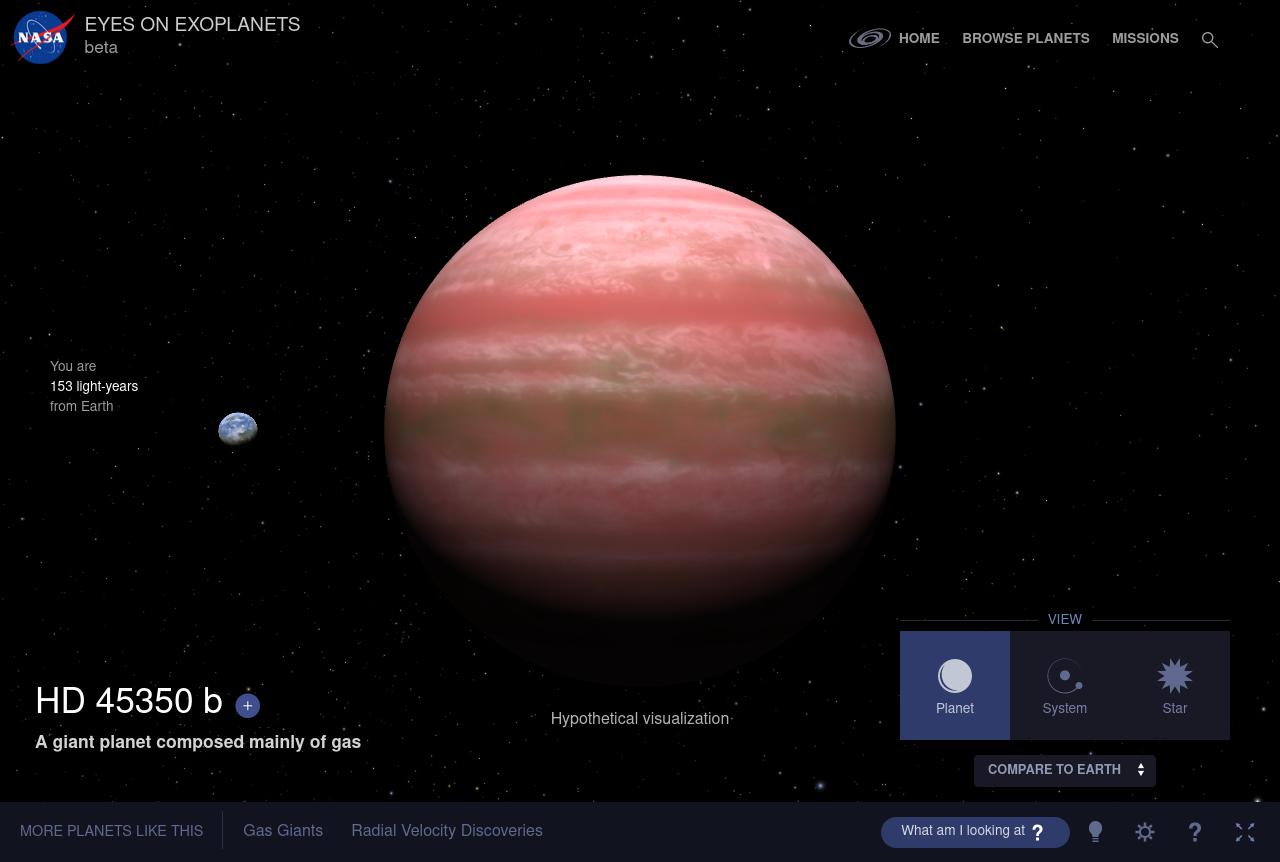 NASA
EYES ON EXOPLANETS
beta
HOME
BROWSE PLANETS
MISSIONS
You are
153 light-years
from Earth
VIEW
Planet
System
Star
HD 45350 b +
A giant planet composed mainly of gas
Hypothetical visualization
COMPARE TO EARTH
MORE PLANETS LIKE THIS
Gas Giants
Radial Velocity Discoveries
What am I looking at ?
?